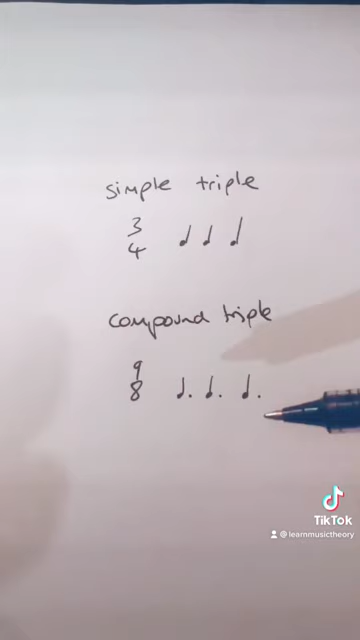 simple triple
3
4
compound triple
9
8
TikTok
@learnmusictheory